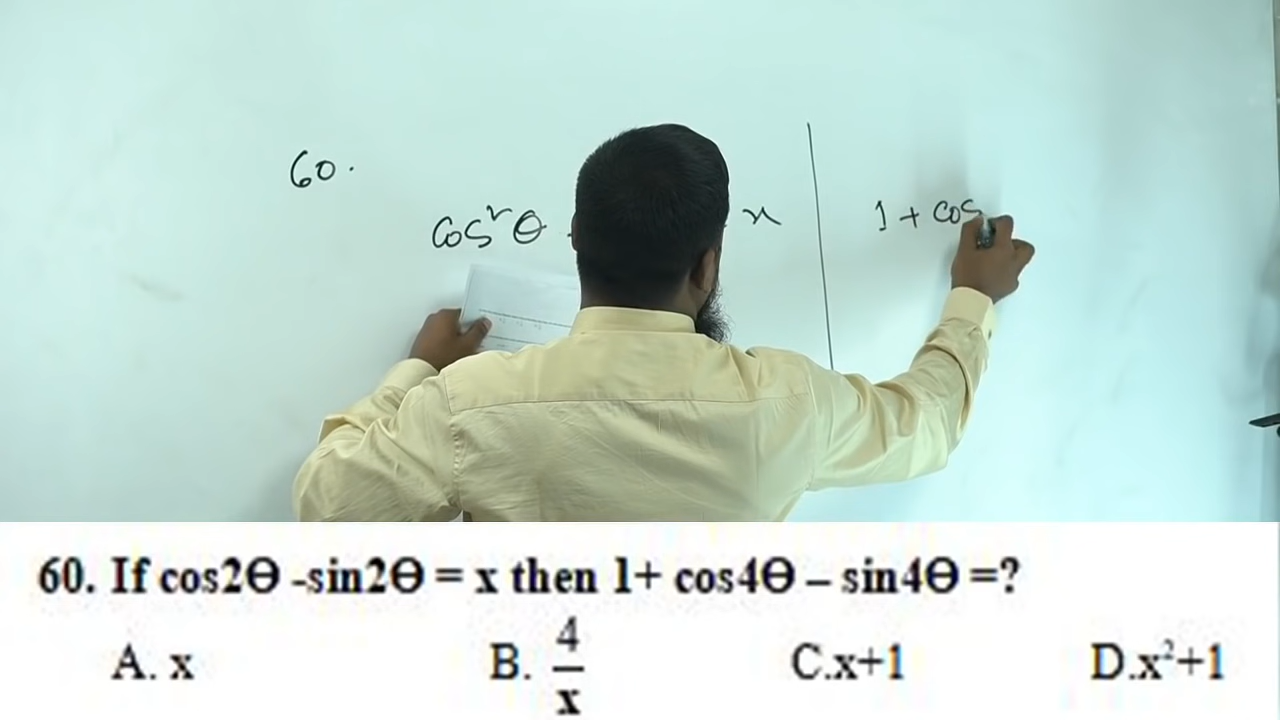 60.
cos²θ x
1 + cos
60. If cos2Θ -sin2Θ = x then 1+ cos4Θ – sin4Θ =?
A. x B. 4/x C.x+1 D.x²+1